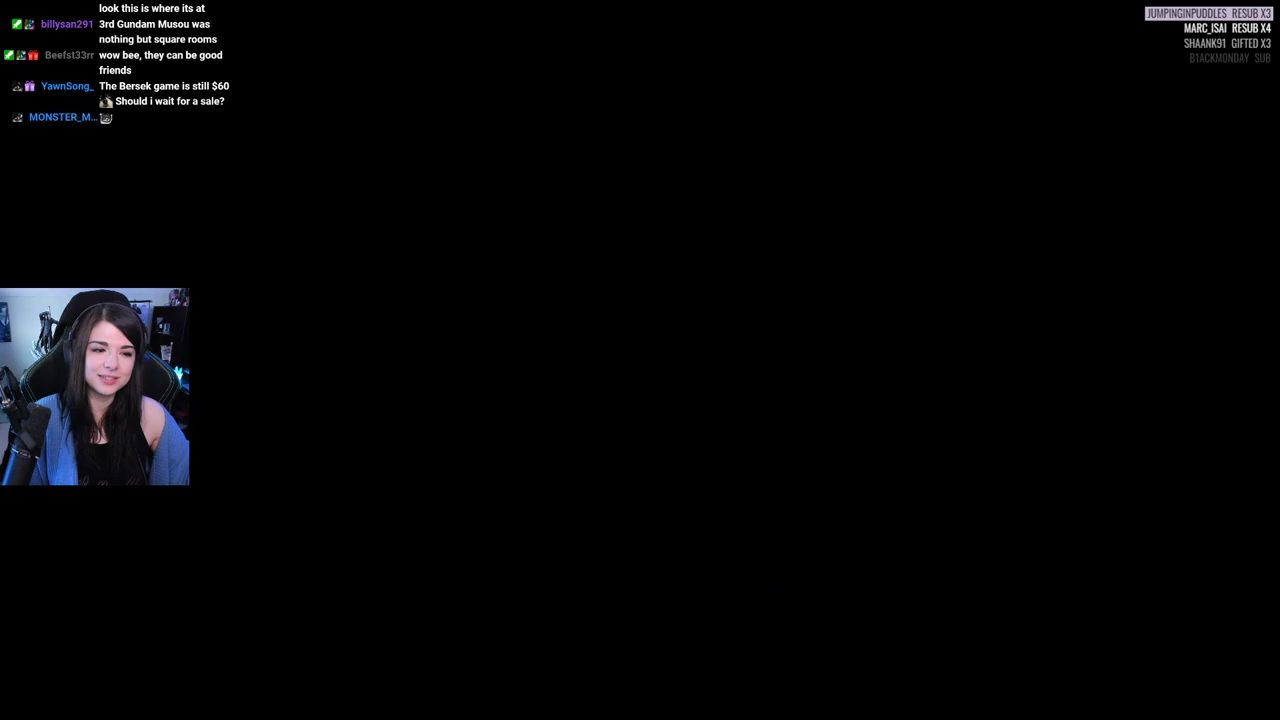 look this is where its at
billysan291 3rd Gundam Musou was
nothing but square rooms
Beefst33rr wow bee, they can be good
friends
YawnSong_ The Bersek game is still $60
Should i wait for a sale?
MONSTER_M...
JUMPINGINPUDDLES RESUB X3
MARC_ISAI RESUB X4
SHAANK91 GIFTED X3
B1ACKMONDAY SUB